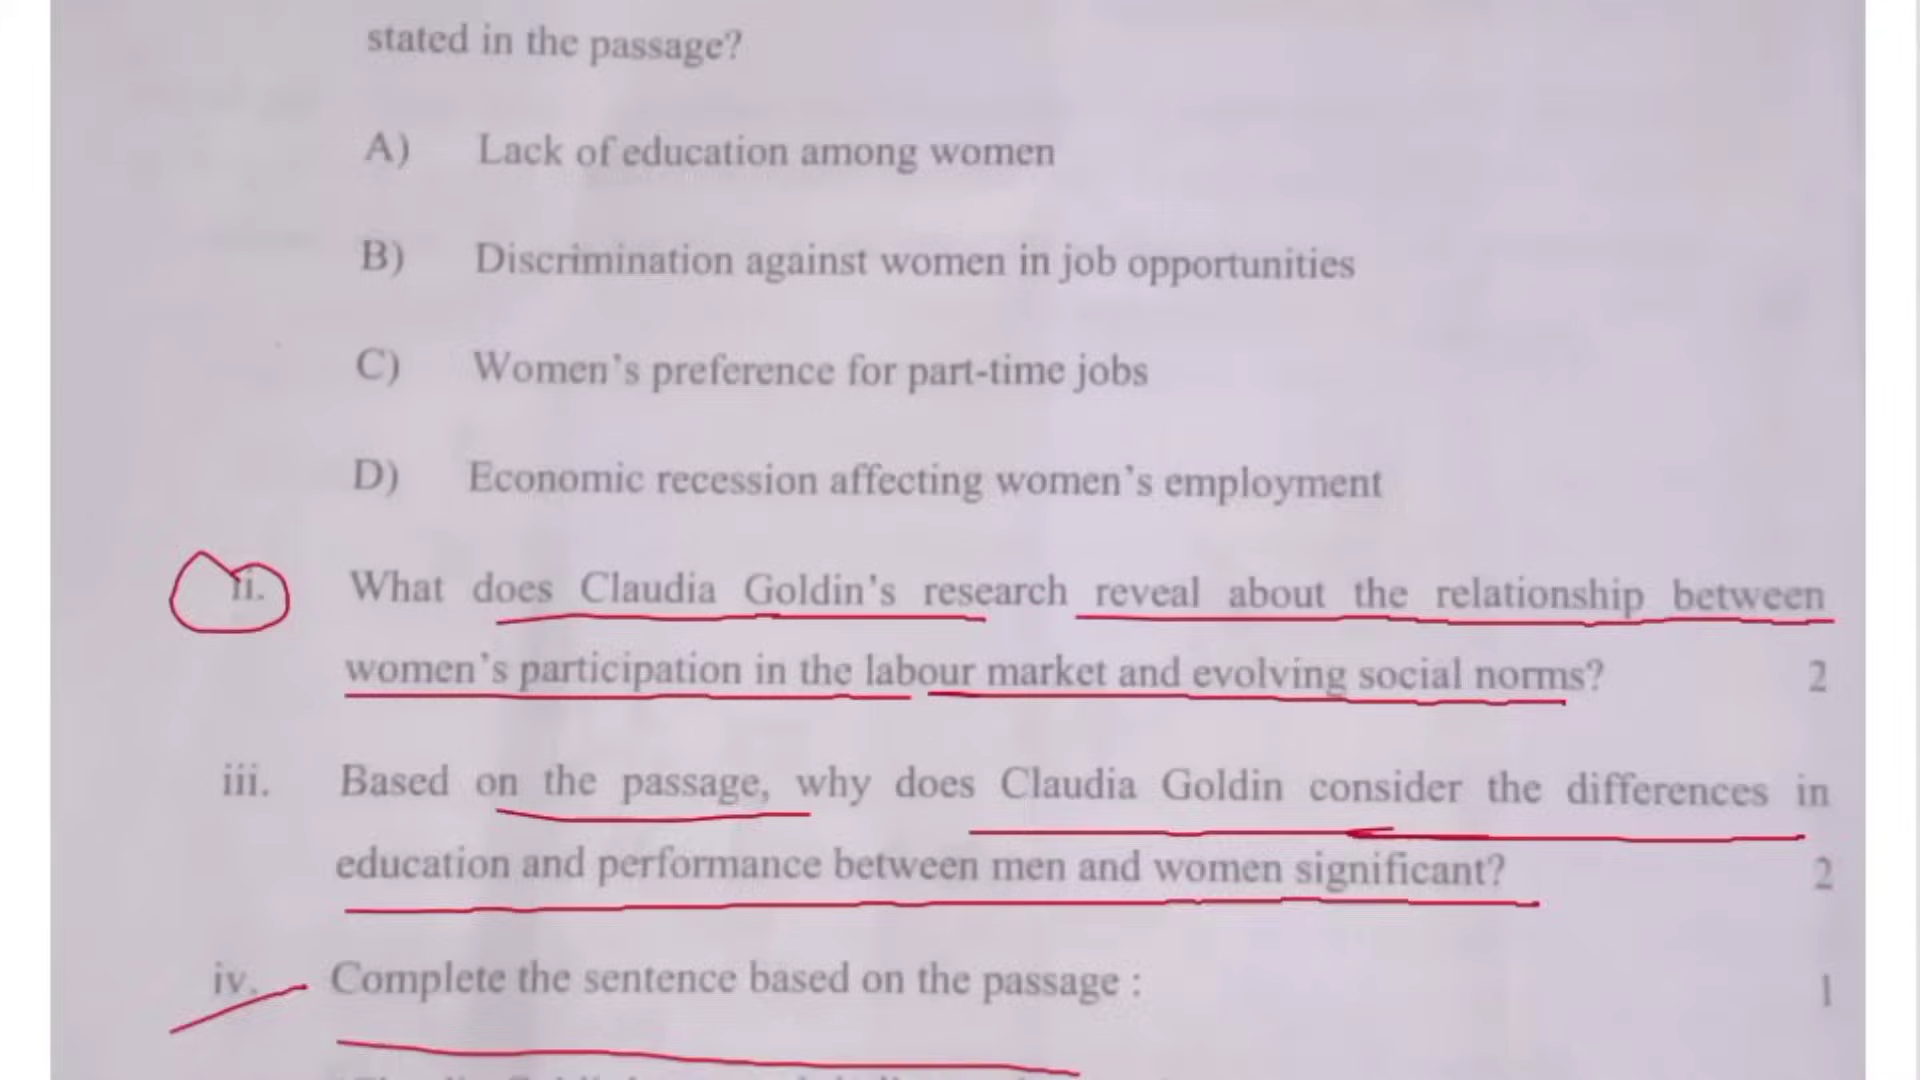 stated in the passage?
A) Lack of education among women
B) Discrimination against women in job opportunities
C) Women's preference for part-time jobs
D) Economic recession affecting women's employment
ii. What does Claudia Goldin's research reveal about the relationship between
women's participation in the labour market and evolving social norms? 2
iii. Based on the passage, why does Claudia Goldin consider the differences in
education and performance between men and women significant? 2
iv. Complete the sentence based on the passage : 1